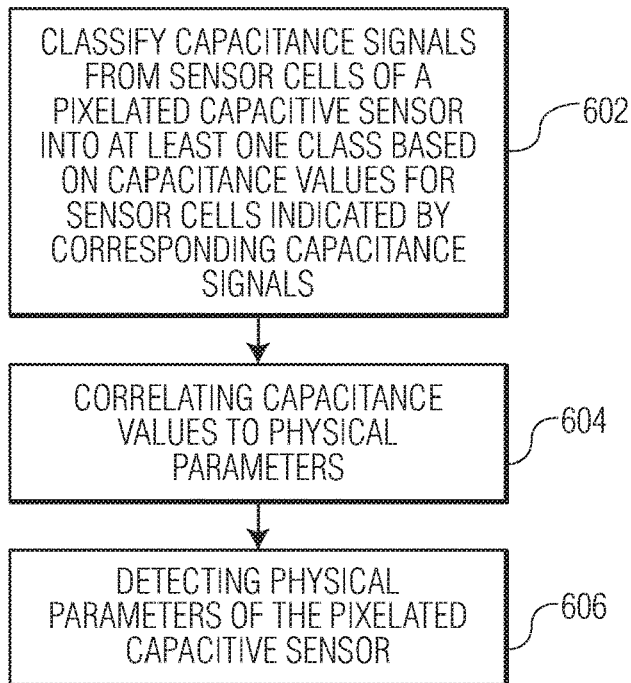 CLASSIFY CAPACITANCE SIGNALS
FROM SENSOR CELLS OF A
PIXELATED CAPACITIVE SENSOR
INTO AT LEAST ONE CLASS BASED
ON CAPACITANCE VALUES FOR
SENSOR CELLS INDICATED BY
CORRESPONDING CAPACITANCE
SIGNALS
602
CORRELATING CAPACITANCE
VALUES TO PHYSICAL
PARAMETERS
604
DETECTING PHYSICAL
PARAMETERS OF THE PIXELATED
CAPACITIVE SENSOR
606